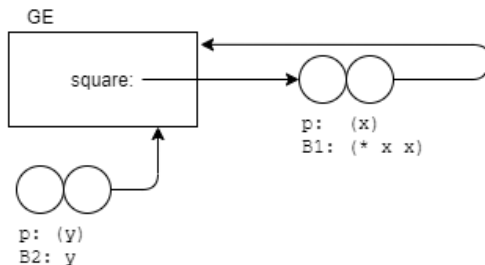 GE
square:
p: (x)
B1: (* x x)
p: (y)
B2: y